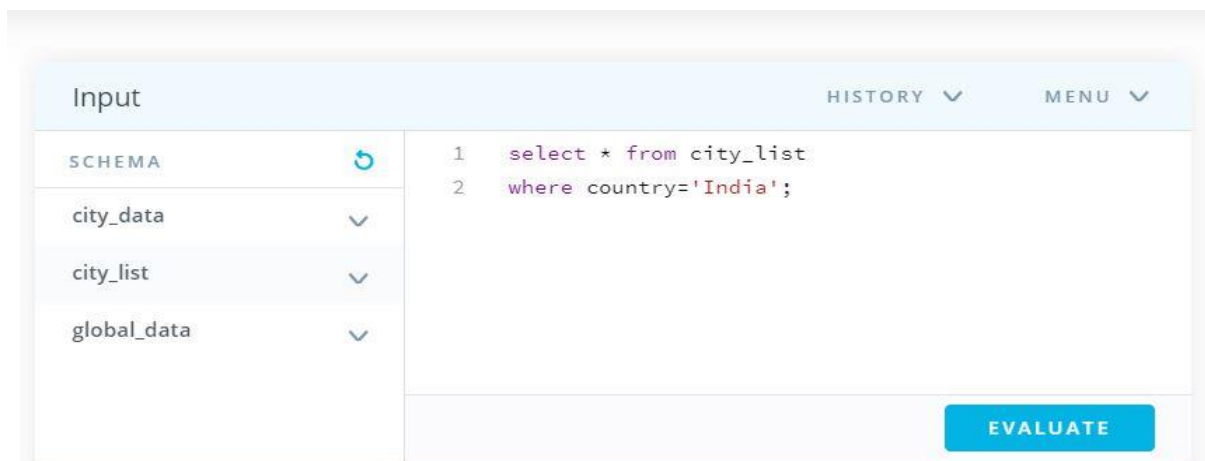 Input
HISTORY
MENU
SCHEMA
city_data
city_list
global_data
1 select * from city_list
2 where country='India';
EVALUATE